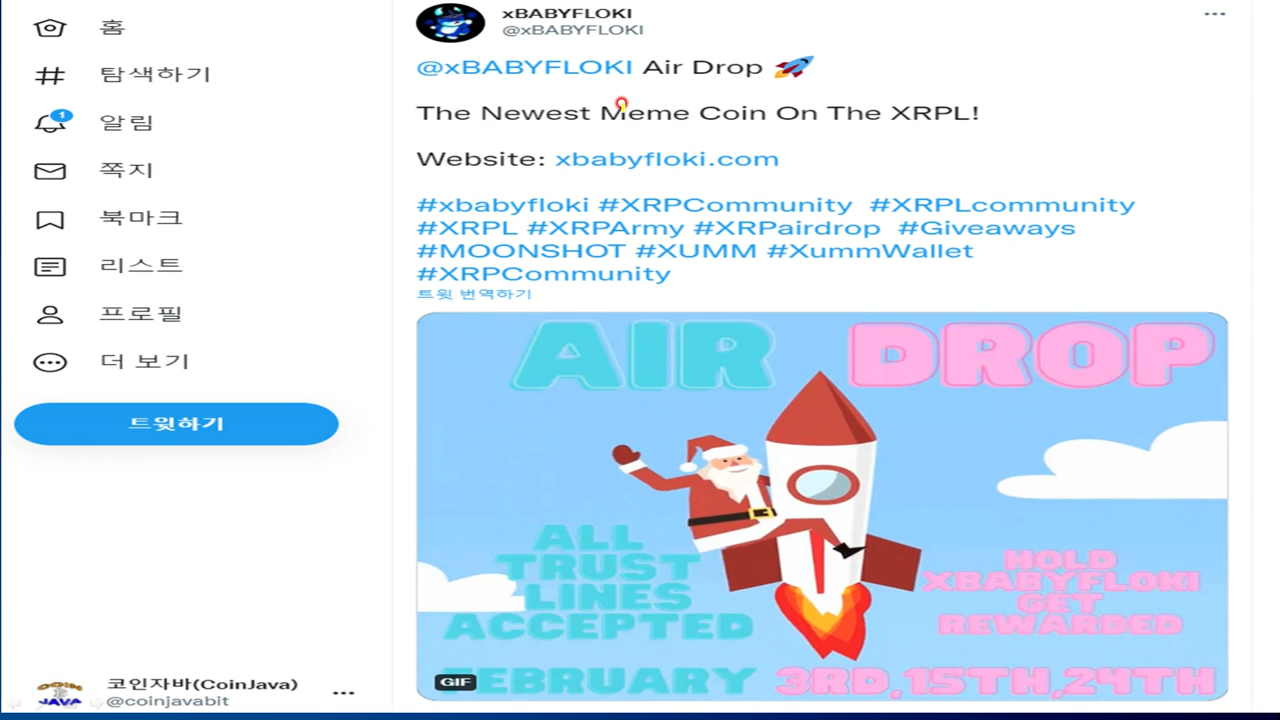 홈
탐색하기
1
알림
쪽지
북마크
리스트
프로필
더 보기
트윗하기
코인자바(CoinJava)
@coinjavabit
COIN
JAVA
xBABYFLOKI
@xBABYFLOKI
@xBABYFLOKI Air Drop
The Newest Meme Coin On The XRPL!
Website: xbabyfloki.com
#xbabyfloki #XRPCommunity #XRPLcommunity
#XRPL #XRPArmy #XRPairdrop #Giveaways
#MOONSHOT #XUMM #XummWallet
#XRPCommunity
트윗 번역하기
AIR DROP
ALL
TRUST
LINES
ACCEPTED
HOLD
XBABYFLOKI
GET
REWARDED
FEBRUARY 3RD,15TH,24TH
GIF